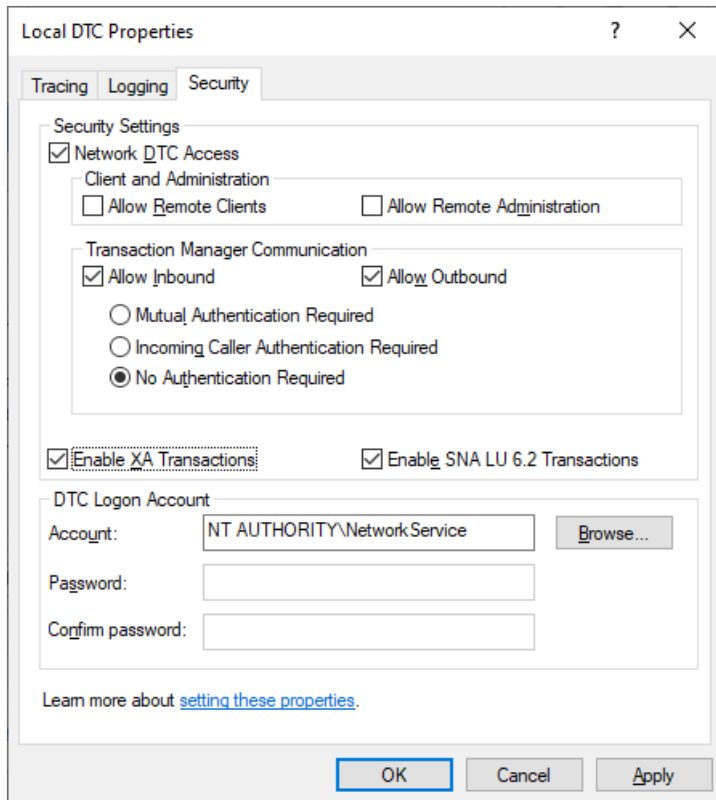 Local DTC Properties
?
Tracing Logging Security
Security Settings
Network DTC Access
Client and Administration
Allow Remote Clients Allow Remote Administration
Transaction Manager Communication
Allow Inbound Allow Outbound
Mutual Authentication Required
Incoming Caller Authentication Required
No Authentication Required
Enable XA Transactions Enable SNA LU 6.2 Transactions
DTC Logon Account
Account: NT AUTHORITY\NetworkService Browse...
Password:
Confirm password:
Learn more about setting these properties.
OK Cancel Apply